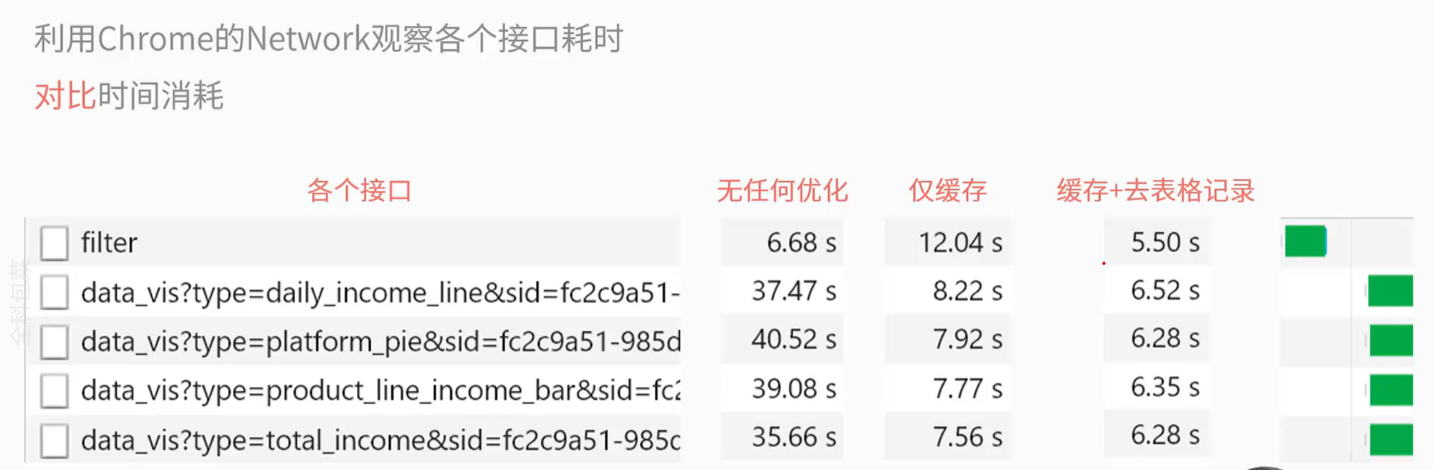 利用Chrome的Network观察各个接口耗时
对比时间消耗
各个接口 无任何优化 仅缓存 缓存+去表格记录
filter 6.68 s 12.04 s 5.50 s
data_vis?type=daily_income_line&sid=fc2c9a51- 37.47 s 8.22 s 6.52 s
data_vis?type=platform_pie&sid=fc2c9a51-985d 40.52 s 7.92 s 6.28 s
data_vis?type=product_line_income_bar&sid=fc2 39.08 s 7.77 s 6.35 s
data_vis?type=total_income&sid=fc2c9a51-985d 35.66 s 7.56 s 6.28 s